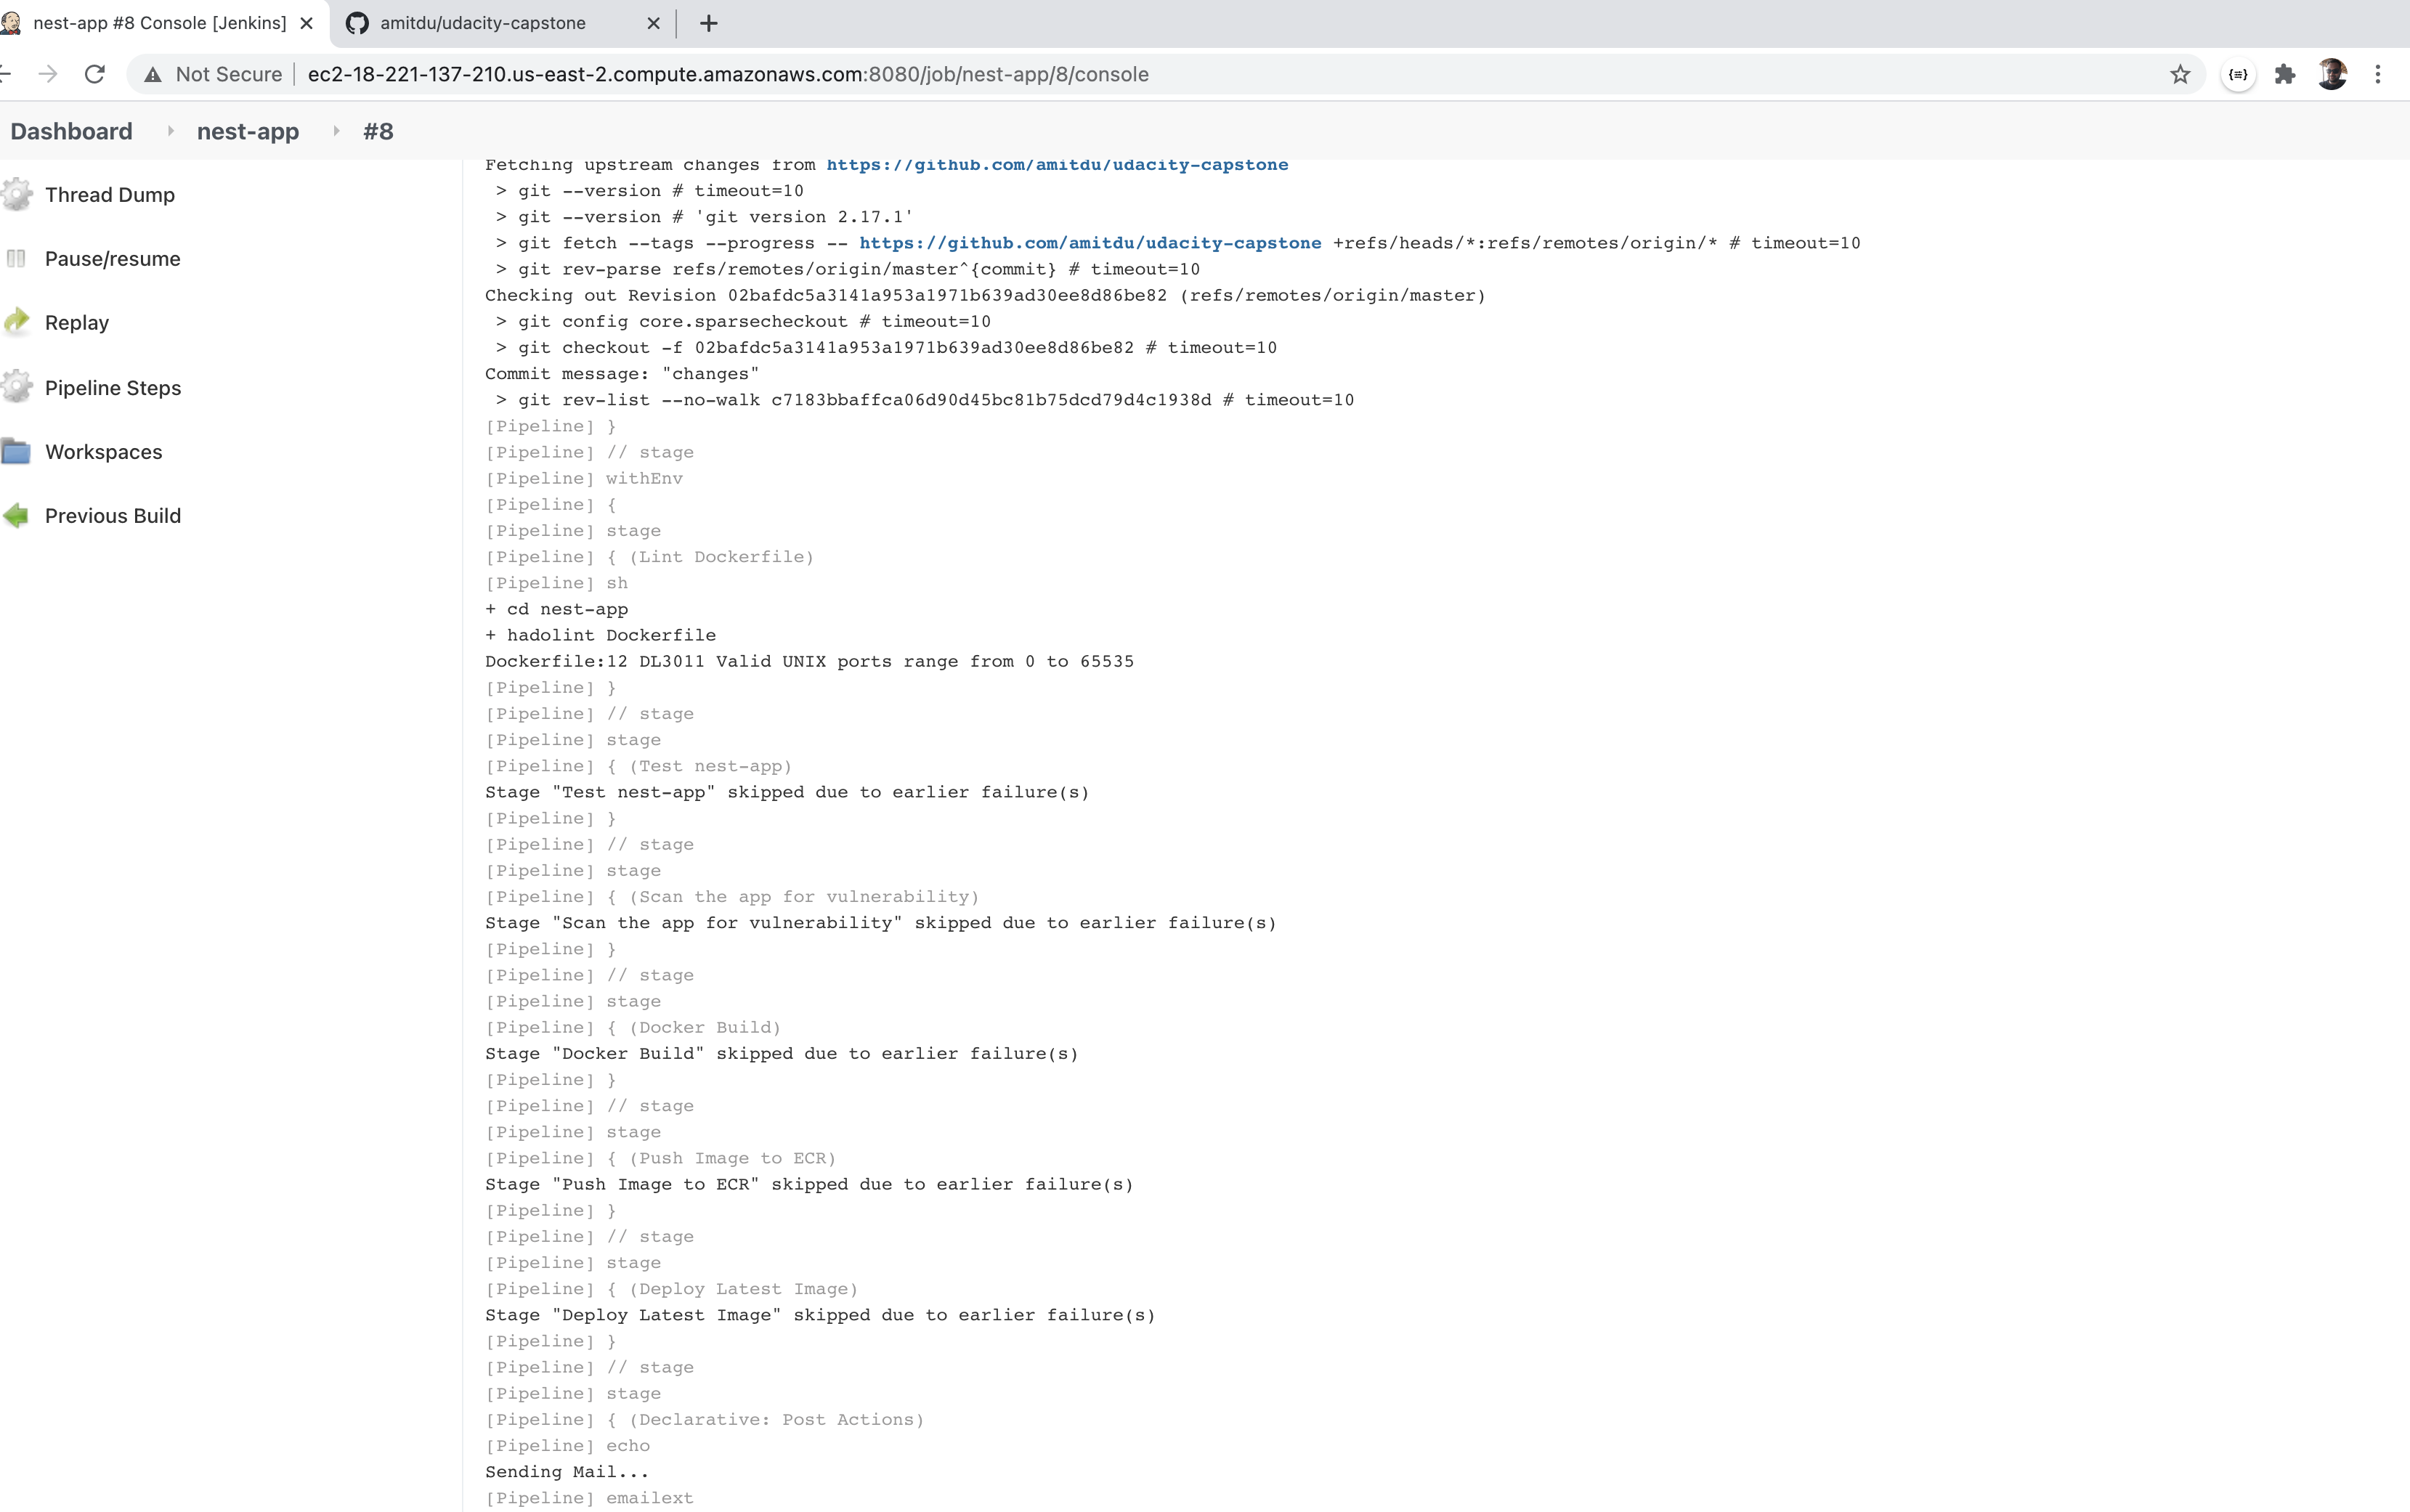 nest-app #8 Console [Jenkins]
amitdu/udacity-capstone
Not Secure
ec2-18-221-137-210.us-east-2.compute.amazonaws.com:8080/job/nest-app/8/console
Dashboard
nest-app
#8
Thread Dump
Pause/resume
Replay
Pipeline Steps
Workspaces
Previous Build
Fetching upstream changes from https://github.com/amitdu/udacity-capstone
> git --version # timeout=10
> git --version # 'git version 2.17.1'
> git fetch --tags --progress -- https://github.com/amitdu/udacity-capstone +refs/heads/*:refs/remotes/origin/* # timeout=10
> git rev-parse refs/remotes/origin/master^{commit} # timeout=10
Checking out Revision 02bafdc5a3141a953a1971b639ad30ee8d86be82 (refs/remotes/origin/master)
> git config core.sparsecheckout # timeout=10
> git checkout -f 02bafdc5a3141a953a1971b639ad30ee8d86be82 # timeout=10
Commit message: "changes"
> git rev-list --no-walk c7183bbaffca06d90d45bc81b75dcd79d4c1938d # timeout=10
[Pipeline] }
[Pipeline] // stage
[Pipeline] withEnv
[Pipeline] {
[Pipeline] stage
[Pipeline] { (Lint Dockerfile)
[Pipeline] sh
+ cd nest-app
+ hadolint Dockerfile
Dockerfile:12 DL3011 Valid UNIX ports range from 0 to 65535
[Pipeline] }
[Pipeline] // stage
[Pipeline] stage
[Pipeline] { (Test nest-app)
Stage "Test nest-app" skipped due to earlier failure(s)
[Pipeline] }
[Pipeline] // stage
[Pipeline] stage
[Pipeline] { (Scan the app for vulnerability)
Stage "Scan the app for vulnerability" skipped due to earlier failure(s)
[Pipeline] }
[Pipeline] // stage
[Pipeline] stage
[Pipeline] { (Docker Build)
Stage "Docker Build" skipped due to earlier failure(s)
[Pipeline] }
[Pipeline] // stage
[Pipeline] stage
[Pipeline] { (Push Image to ECR)
Stage "Push Image to ECR" skipped due to earlier failure(s)
[Pipeline] }
[Pipeline] // stage
[Pipeline] stage
[Pipeline] { (Deploy Latest Image)
Stage "Deploy Latest Image" skipped due to earlier failure(s)
[Pipeline] }
[Pipeline] // stage
[Pipeline] stage
[Pipeline] { (Declarative: Post Actions)
[Pipeline] echo
Sending Mail...
[Pipeline] emailext